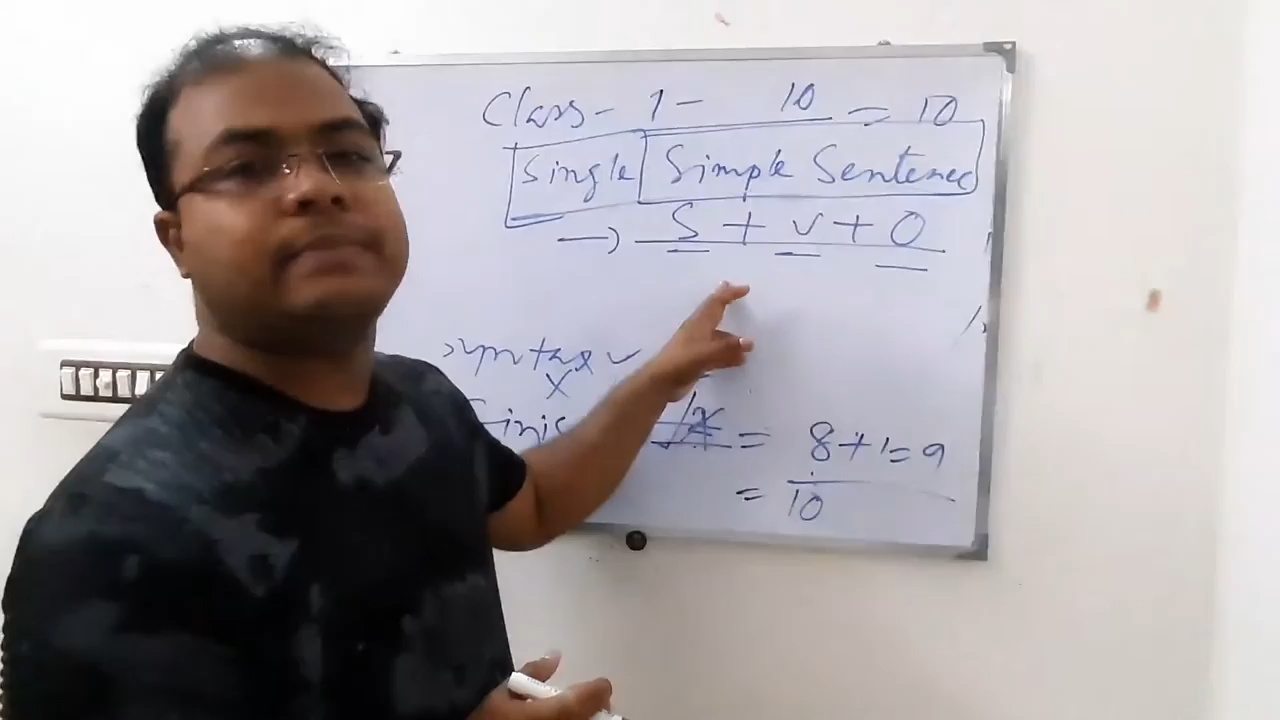 Class - 1 - 10 = 10
Single Simple Sentence
→ S + V + O
syntax v
x
= 8+1=9
= 10